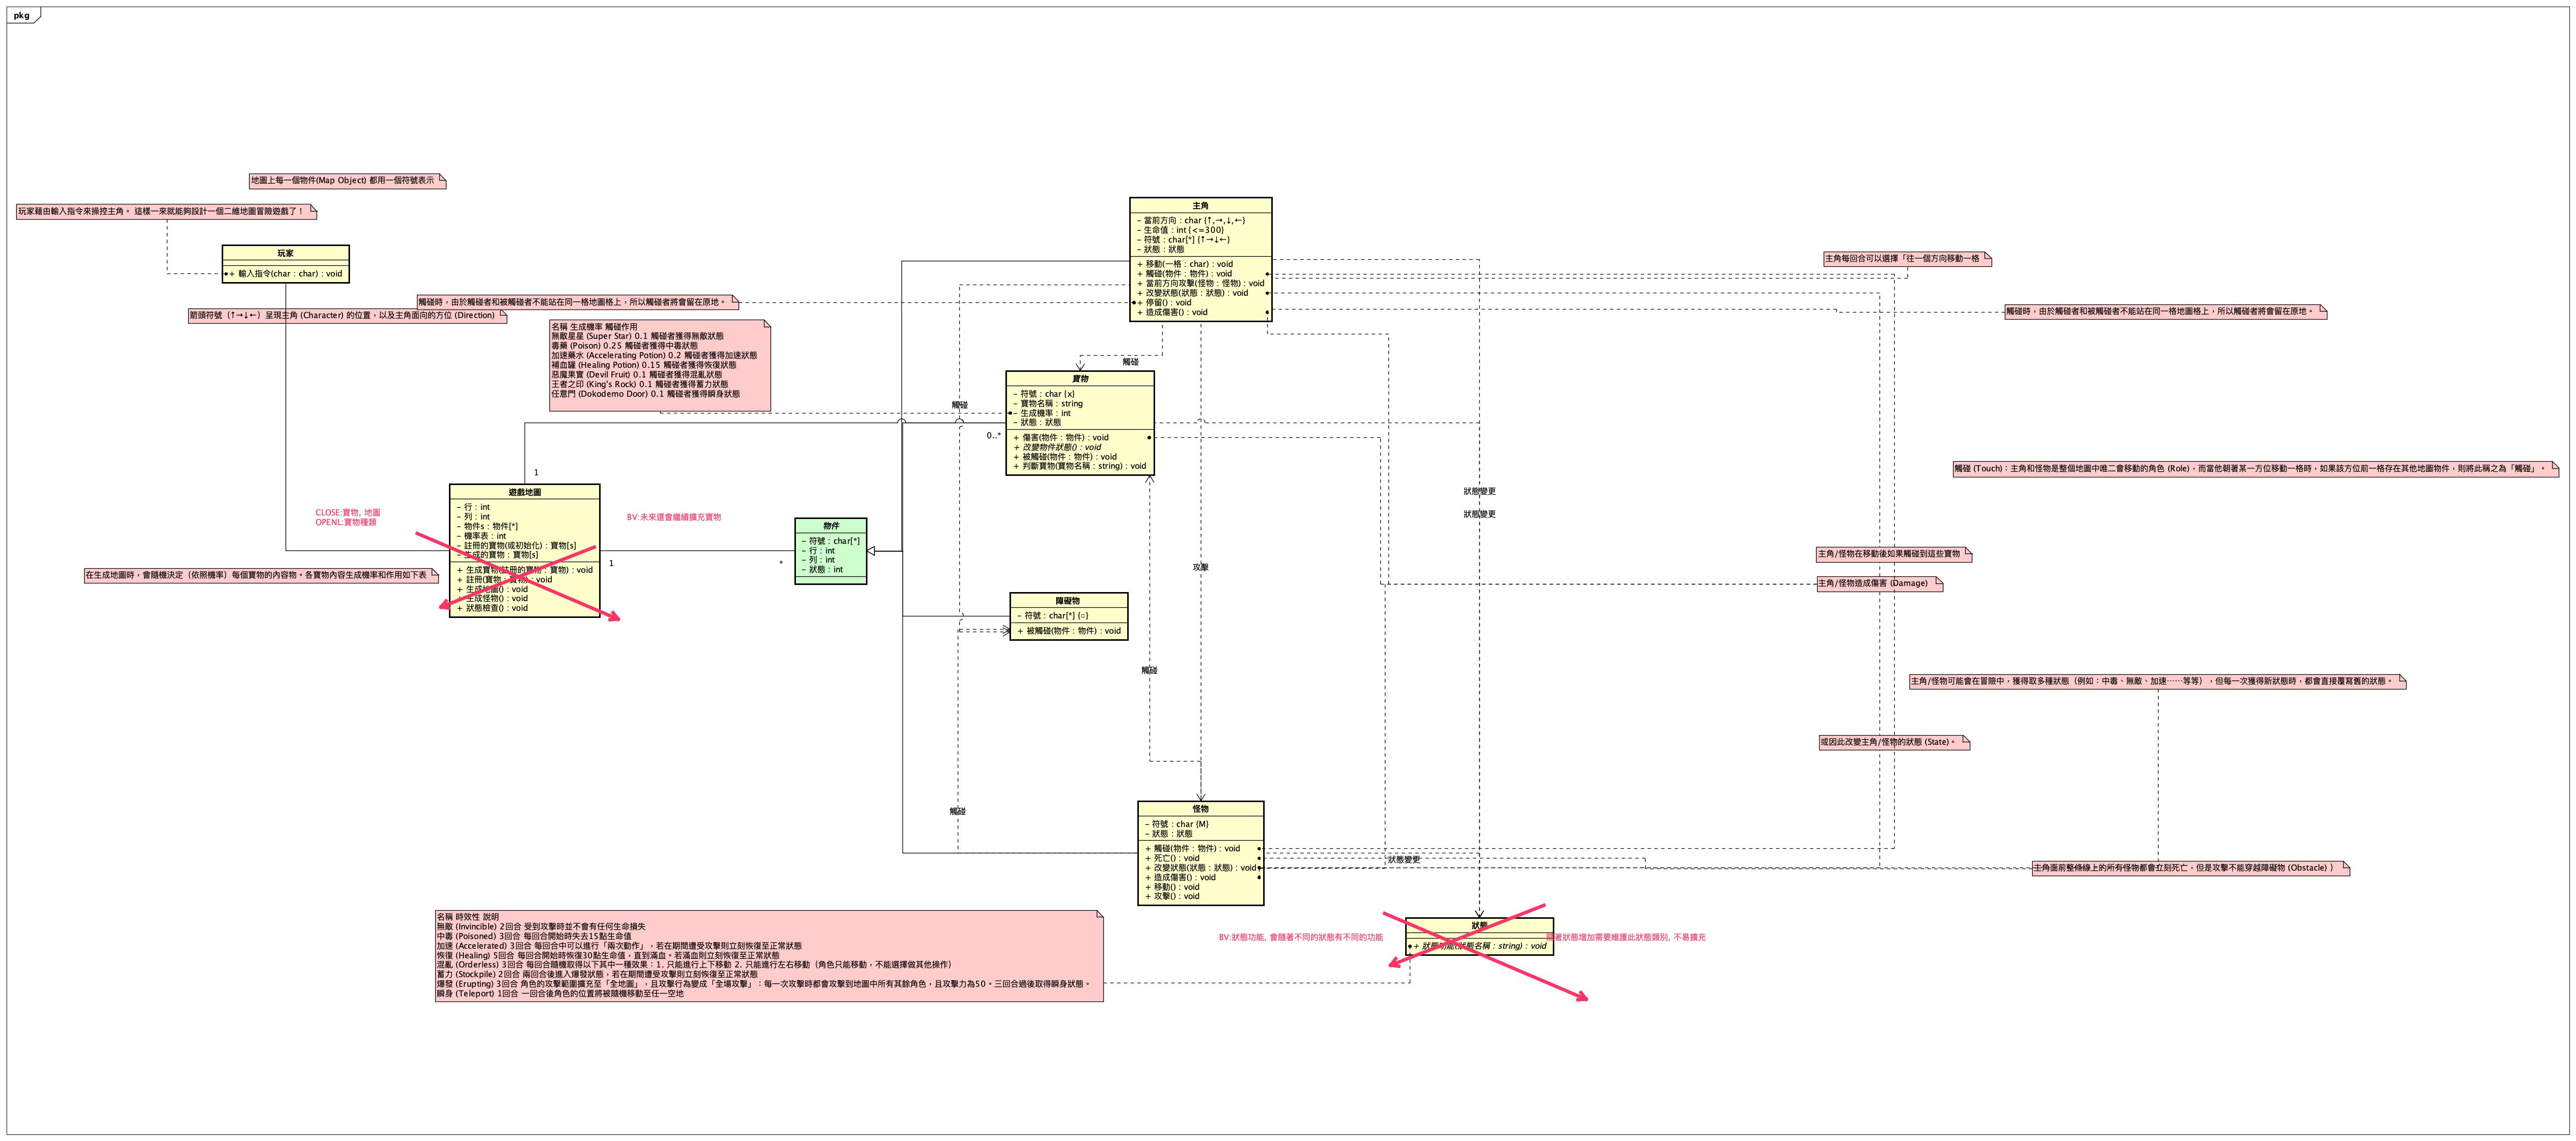 pkg
地圖上每一個物件(Map Object) 都用一個符號表示
玩家藉由輸入指令來操控主角。 這樣一來就能夠設計一個二維地圖冒險遊戲了！
玩家
+ 輸入指令(char : char) : void
箭頭符號（↑→↓←）呈現主角 (Character) 的位置，以及主角面向的方位 (Direction)
觸碰時，由於觸碰者和被觸碰者不能站在同一格地圖格上，所以觸碰者將會留在原地。
名稱 生成機率 觸碰作用
無敵星星 (Super Star) 0.1 觸碰者獲得無敵狀態
毒藥 (Poison) 0.25 觸碰者獲得中毒狀態
加速藥水 (Accelerating Potion) 0.2 觸碰者獲得加速狀態
補血罐 (Healing Potion) 0.15 觸碰者獲得恢復狀態
惡魔果實 (Devil Fruit) 0.1 觸碰者獲得混亂狀態
王者之印 (King's Rock) 0.1 觸碰者獲得蓄力狀態
任意門 (Dokodemo Door) 0.1 觸碰者獲得瞬身狀態
主角
- 當前方向 : char {↑,→,↓,←}
- 生命值 : int {<=300}
- 符號 : char[*] {↑→↓←}
- 狀態 : 狀態
+ 移動(一格 : char) : void
+ 觸碰(物件 : 物件) : void
+ 當前方向攻擊(怪物 : 怪物) : void
+ 改變狀態(狀態 : 狀態) : void
+ 停留() : void
+ 造成傷害() : void
主角每回合可以選擇「往一個方向移動一格
觸碰時，由於觸碰者和被觸碰者不能站在同一格地圖格上，所以觸碰者將會留在原地。
觸碰
觸碰
寶物
- 符號 : char {x}
- 寶物名稱 : string
- 生成機率 : int
- 狀態 : 狀態
+ 傷害(物件 : 物件) : void
+ 改變物件狀態() : void
+ 被觸碰(物件 : 物件) : void
+ 判斷寶物(寶物名稱 : string) : void
0..*
1
觸碰 (Touch)：主角和怪物是整個地圖中唯二會移動的角色 (Role)，而當他朝著某一方位移動一格時，如果該方位前一格存在其他地圖物件，則將此稱之為「觸碰」。
遊戲地圖
- 行 : int
- 列 : int
- 物件s : 物件[*]
- 機率表 : int
- 註冊的寶物(或初始化) : 寶物[s]
- 生成的寶物 : 寶物[s]
+ 生成寶物(註冊的寶物 : 寶物) : void
+ 註冊(寶物 : 寶物) : void
+ 生成地圖() : void
+ 生成怪物() : void
+ 狀態檢查() : void
CLOSE:寶物, 地圖
OPENL:寶物種類
BV:未來還會繼續擴充寶物
1
*
物件
- 符號 : char[*]
- 行 : int
- 列 : int
- 狀態 : int
狀態變更
狀態變更
在生成地圖時，會隨機決定（依照機率）每個寶物的內容物。各寶物內容生成機率和作用如下表
主角/怪物在移動後如果觸碰到這些寶物
攻擊
主角/怪物造成傷害 (Damage)
障礙物
- 符號 : char[*] {□}
+ 被觸碰(物件 : 物件) : void
觸碰
主角/怪物可能會在冒險中，獲得取多種狀態（例如：中毒、無敵、加速……等等），但每一次獲得新狀態時，都會直接覆寫舊的狀態。
或因此改變主角/怪物的狀態 (State)。
觸碰
怪物
- 符號 : char {M}
- 狀態 : 狀態
+ 觸碰(物件 : 物件) : void
+ 死亡() : void
+ 改變狀態(狀態 : 狀態) : void
+ 造成傷害() : void
+ 移動() : void
+ 攻擊() : void
狀態變更
主角面前整條線上的所有怪物都會立刻死亡，但是攻擊不能穿越障礙物 (Obstacle) ）
名稱 時效性 說明
無敵 (Invincible) 2回合 受到攻擊時並不會有任何生命損失
中毒 (Poisoned) 3回合 每回合開始時失去15點生命值
加速 (Accelerated) 3回合 每回合中可以進行「兩次動作」，若在期間遭受攻擊則立刻恢復至正常狀態
恢復 (Healing) 5回合 每回合開始時恢復30點生命值，直到滿血。若滿血則立刻恢復至正常狀態
混亂 (Orderless) 3回合 每回合隨機取得以下其中一種效果：1. 只能進行上下移動 2. 只能進行左右移動（角色只能移動，不能選擇做其他操作）
蓄力 (Stockpile) 2回合 兩回合後進入爆發狀態，若在期間遭受攻擊則立刻恢復至正常狀態
爆發 (Erupting) 3回合 角色的攻擊範圍擴充至「全地圖」，且攻擊行為變成「全場攻擊」：每一次攻擊時都會攻擊到地圖中所有其餘角色，且攻擊力為50。三回合過後取得瞬身狀態。
瞬身 (Teleport) 1回合 一回合後角色的位置將被隨機移動至任一空地
BV:狀態功能, 會隨著不同的狀態有不同的功能
狀態
+ 狀態功能(狀態名稱 : string) : void
隨著狀態增加需要維護此狀態類別, 不易擴充